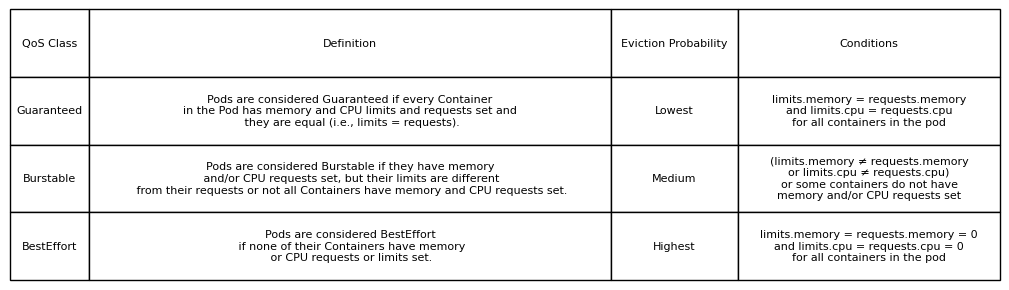 QoS Class
Definition
Eviction Probability
Conditions
Guaranteed
Pods are considered Guaranteed if every Container
in the Pod has memory and CPU limits and requests set and
they are equal (i.e., limits = requests).
Lowest
limits.memory = requests.memory
and limits.cpu = requests.cpu
for all containers in the pod
Burstable
Pods are considered Burstable if they have memory
and/or CPU requests set, but their limits are different
from their requests or not all Containers have memory and CPU requests set.
Medium
(limits.memory ≠ requests.memory
or limits.cpu ≠ requests.cpu)
or some containers do not have
memory and/or CPU requests set
BestEffort
Pods are considered BestEffort
if none of their Containers have memory
or CPU requests or limits set.
Highest
limits.memory = requests.memory = 0
and limits.cpu = requests.cpu = 0
for all containers in the pod